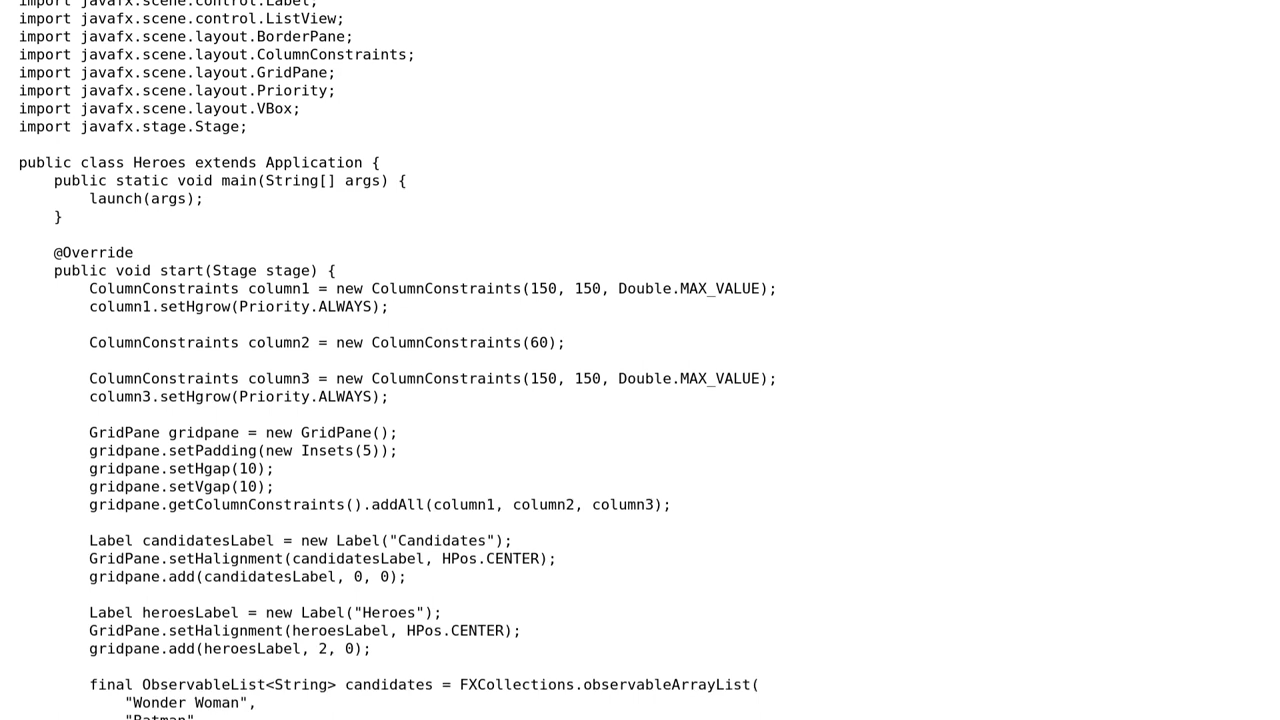 import javafx.scene.control.Label;
import javafx.scene.control.ListView;
import javafx.scene.layout.BorderPane;
import javafx.scene.layout.ColumnConstraints;
import javafx.scene.layout.GridPane;
import javafx.scene.layout.Priority;
import javafx.scene.layout.VBox;
import javafx.stage.Stage;
public class Heroes extends Application {
public static void main(String[] args) {
launch(args);
}
@Override
public void start(Stage stage) {
ColumnConstraints column1 = new ColumnConstraints(150, 150, Double.MAX_VALUE);
column1.setHgrow(Priority.ALWAYS);
ColumnConstraints column2 = new ColumnConstraints(60);
ColumnConstraints column3 = new ColumnConstraints(150, 150, Double.MAX_VALUE);
column3.setHgrow(Priority.ALWAYS);
GridPane gridpane = new GridPane();
gridpane.setPadding(new Insets(5));
gridpane.setHgap(10);
gridpane.setVgap(10);
gridpane.getColumnConstraints().addAll(column1, column2, column3);
Label candidatesLabel = new Label("Candidates");
GridPane.setHalignment(candidatesLabel, HPos.CENTER);
gridpane.add(candidatesLabel, 0, 0);
Label heroesLabel = new Label("Heroes");
GridPane.setHalignment(heroesLabel, HPos.CENTER);
gridpane.add(heroesLabel, 2, 0);
final ObservableList<String> candidates = FXCollections.observableArrayList(
"Wonder Woman",
"Batman"